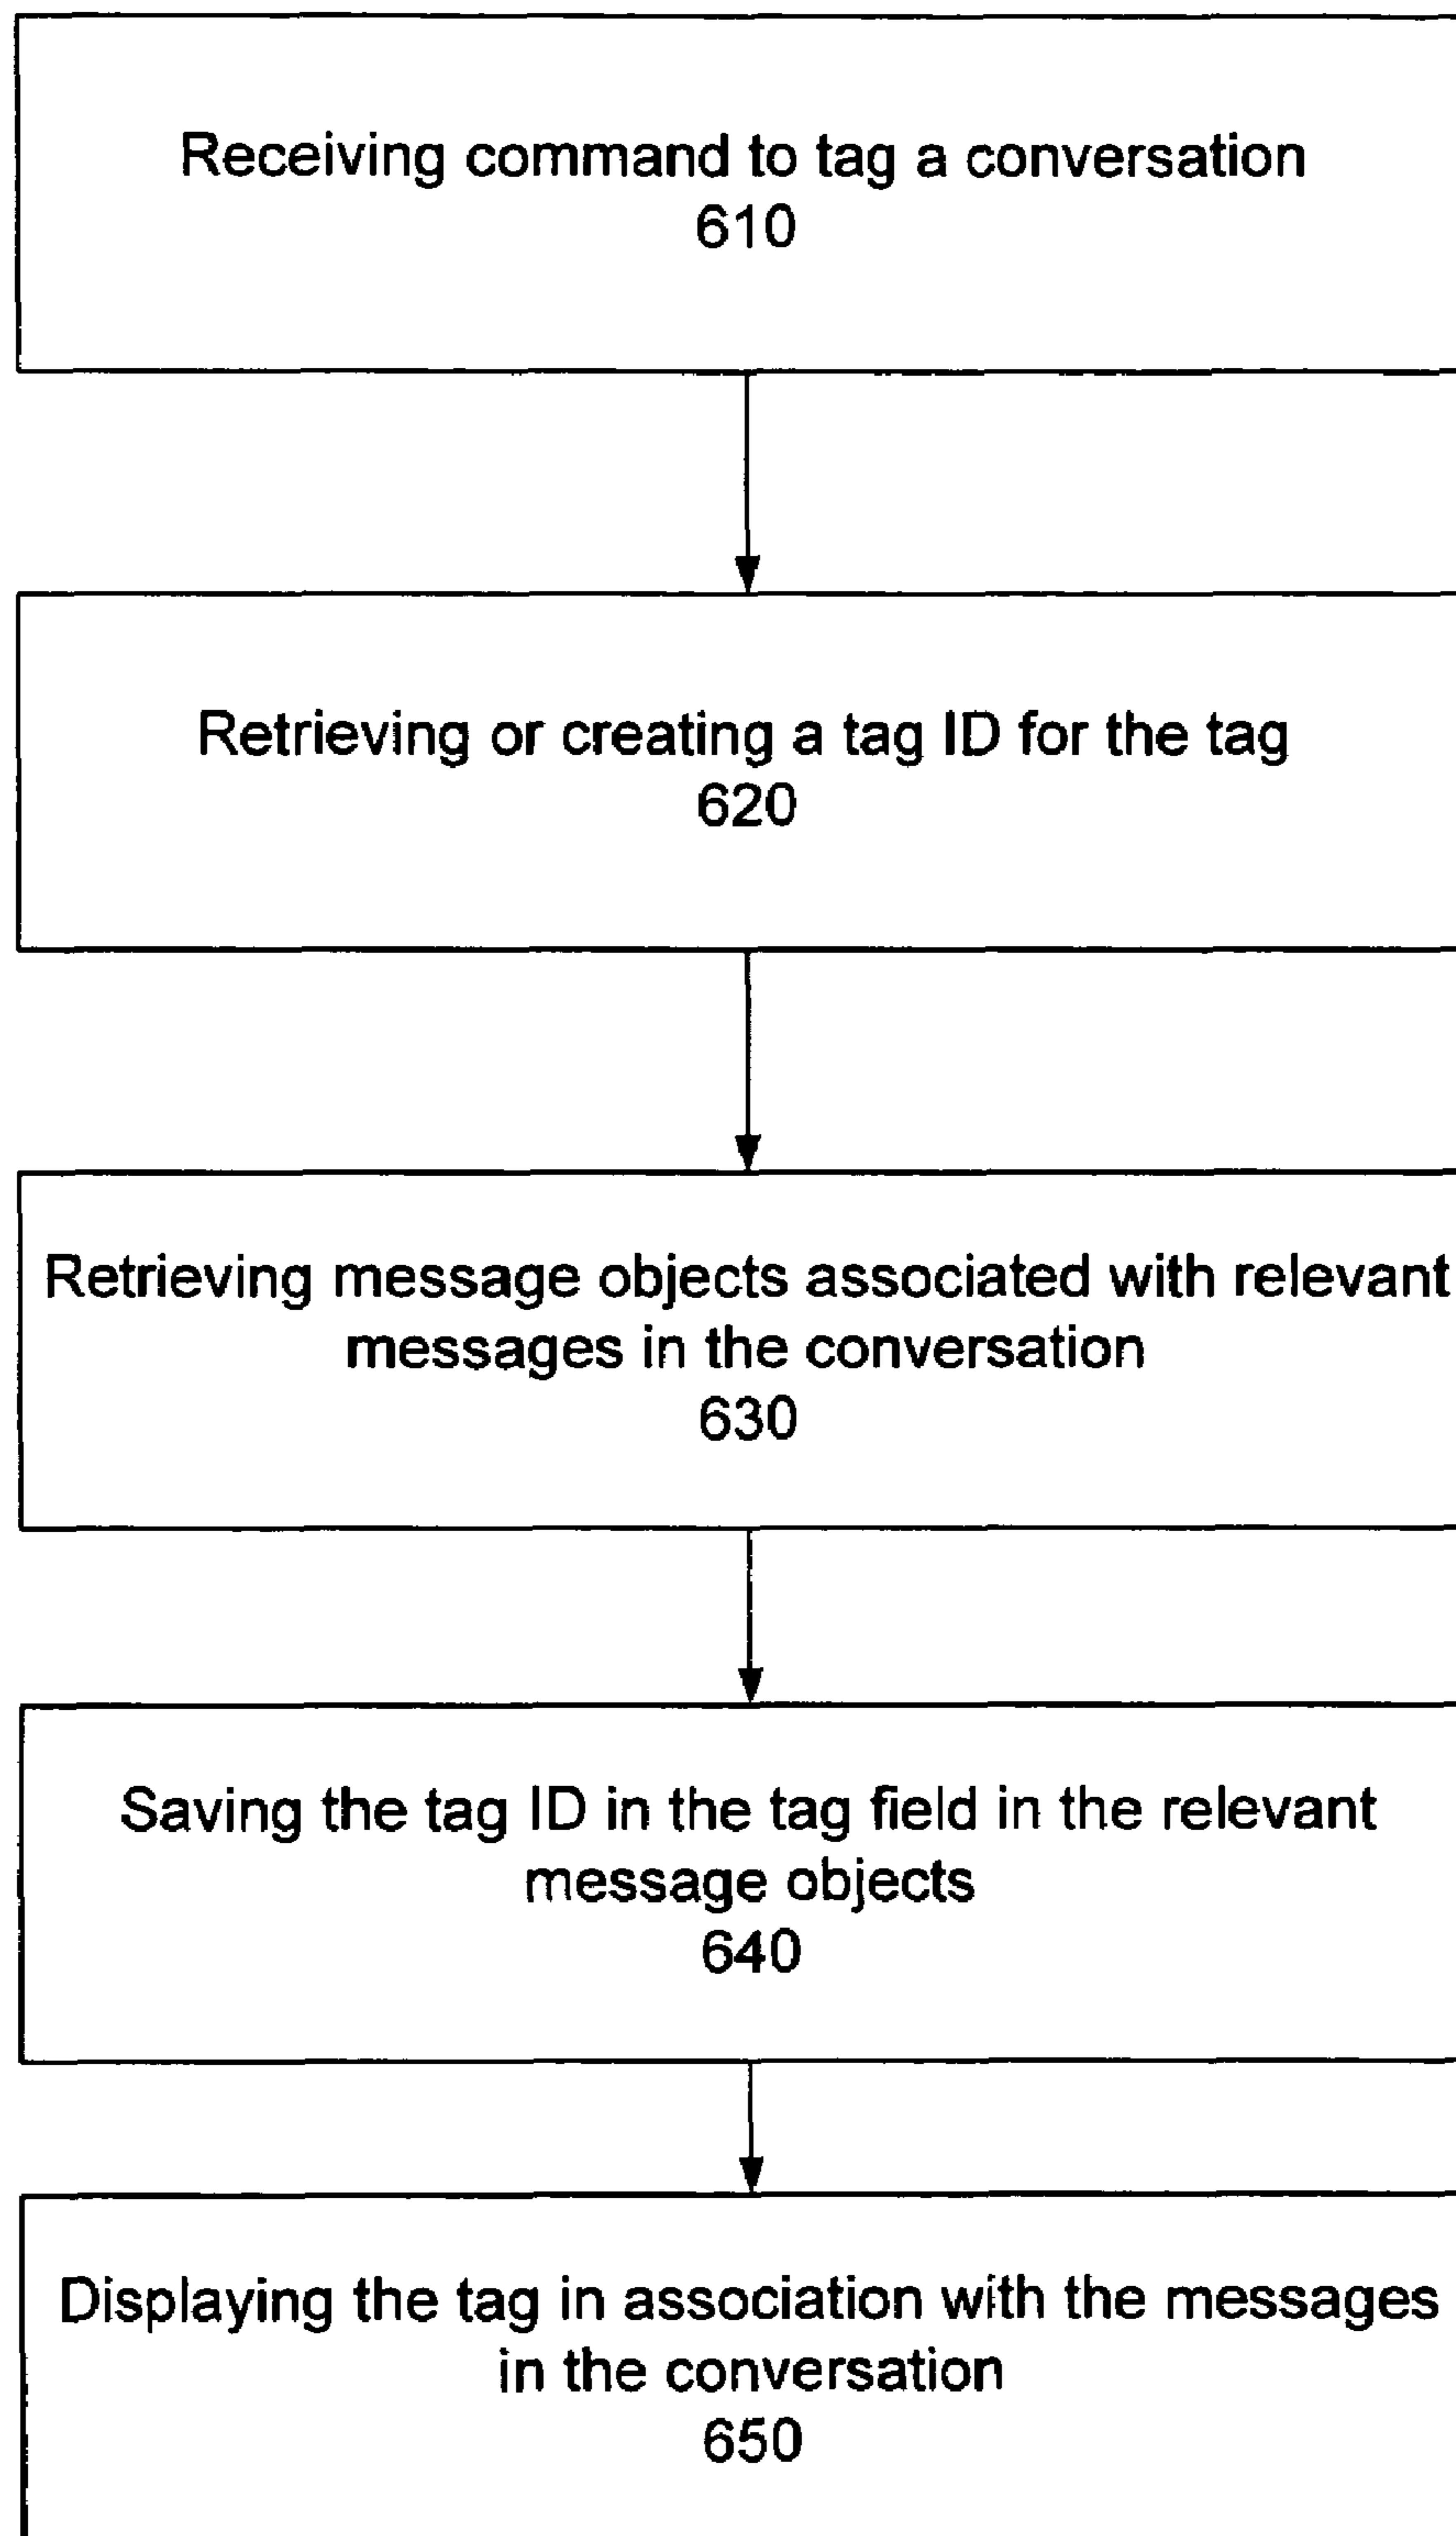 Receiving command to tag a conversation
610
Retrieving or creating a tag ID for the tag
620
Retrieving message objects associated with relevant
messages in the conversation
630
Saving the tag ID in the tag field in the relevant
message objects
640
Displaying the tag in association with the messages
in the conversation
650